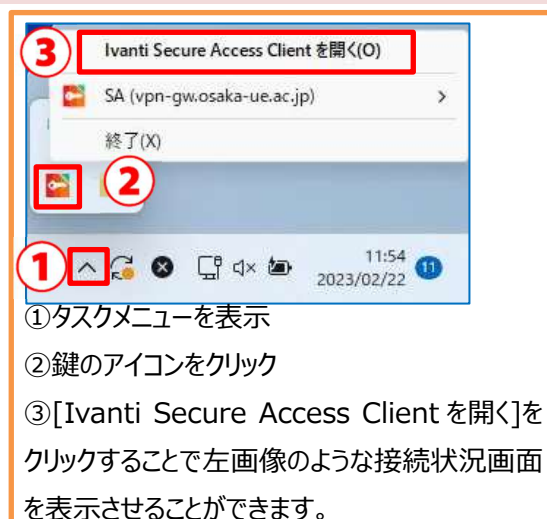 ③
Ivanti Secure Access Client を開く(O)
SA (vpn-gw.osaka-ue.ac.jp)
終了(X)
②
①
11:54
2023/02/22
11
①タスクメニューを表示
②鍵のアイコンをクリック
③[Ivanti Secure Access Client を開く]を
クリックすることで左画像のような接続状況画面
を表示させることができます。